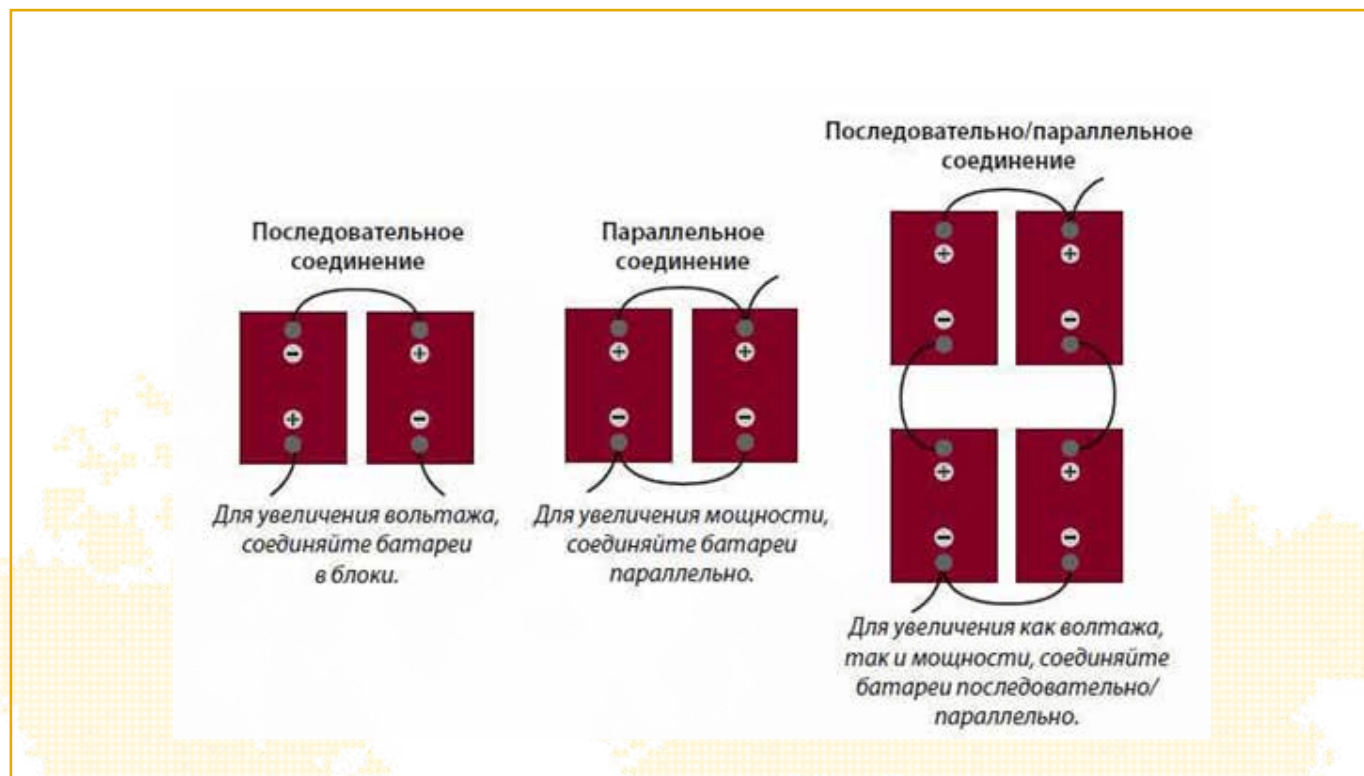 Последовательное
соединение
Для увеличения вольтажа,
соединяйте батареи
в блоки.
Параллельное
соединение
Для увеличения мощности,
соединяйте батареи
параллельно.
Последовательно/параллельное
соединение
Для увеличения как волтажа,
так и мощности, соединяйте
батареи последовательно/
параллельно.